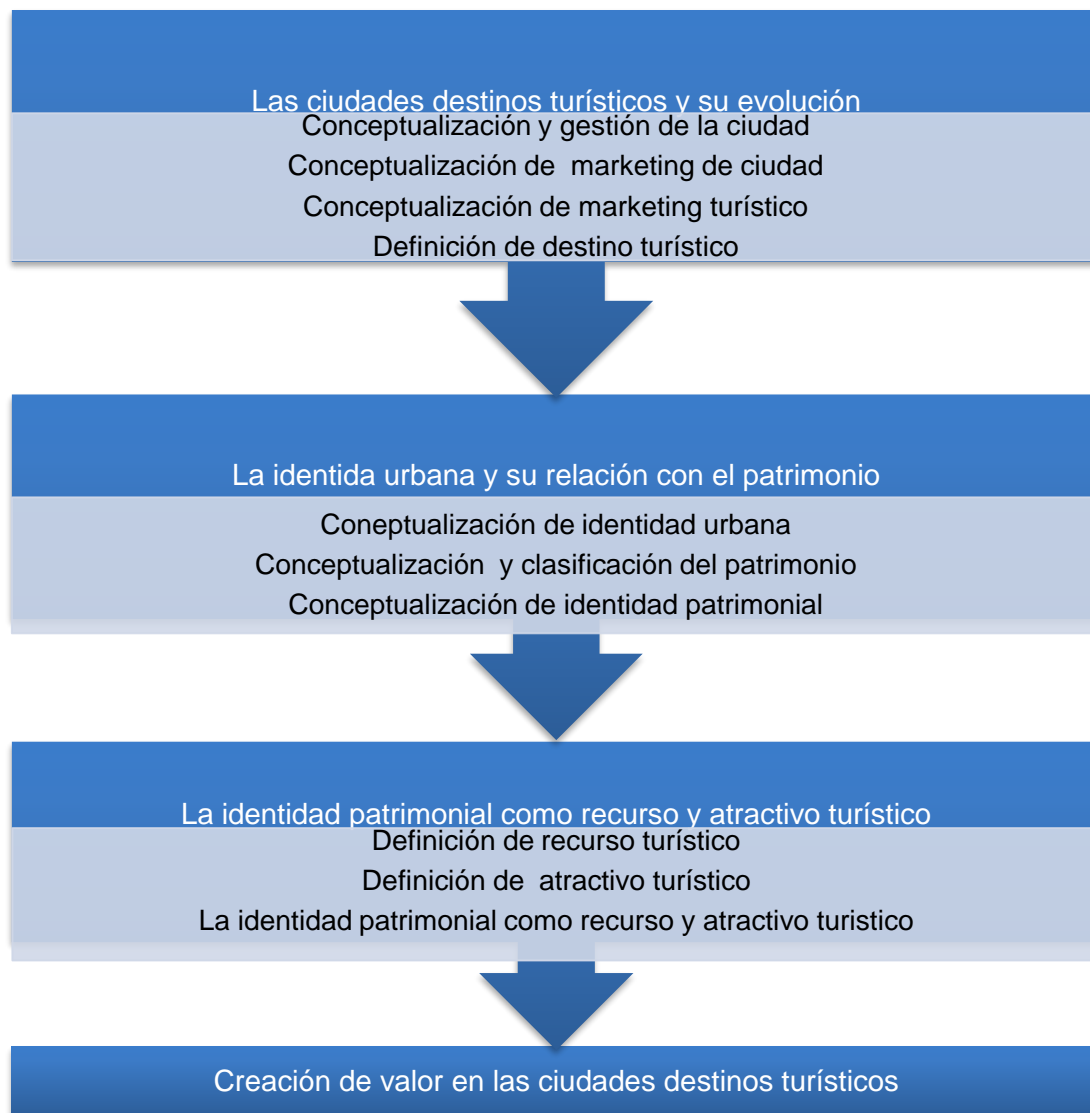 Las ciudades destinos turísticos y su evolución
Conceptualización y gestión de la ciudad
Conceptualización de marketing de ciudad
Conceptualización de marketing turístico
Definición de destino turístico
La identida urbana y su relación con el patrimonio
Coneptualización de identidad urbana
Conceptualización y clasificación del patrimonio
Conceptualización de identidad patrimonial
La identidad patrimonial como recurso y atractivo turístico
Definición de recurso turístico
Definición de atractivo turístico
La identidad patrimonial como recurso y atractivo turistico
Creación de valor en las ciudades destinos turísticos